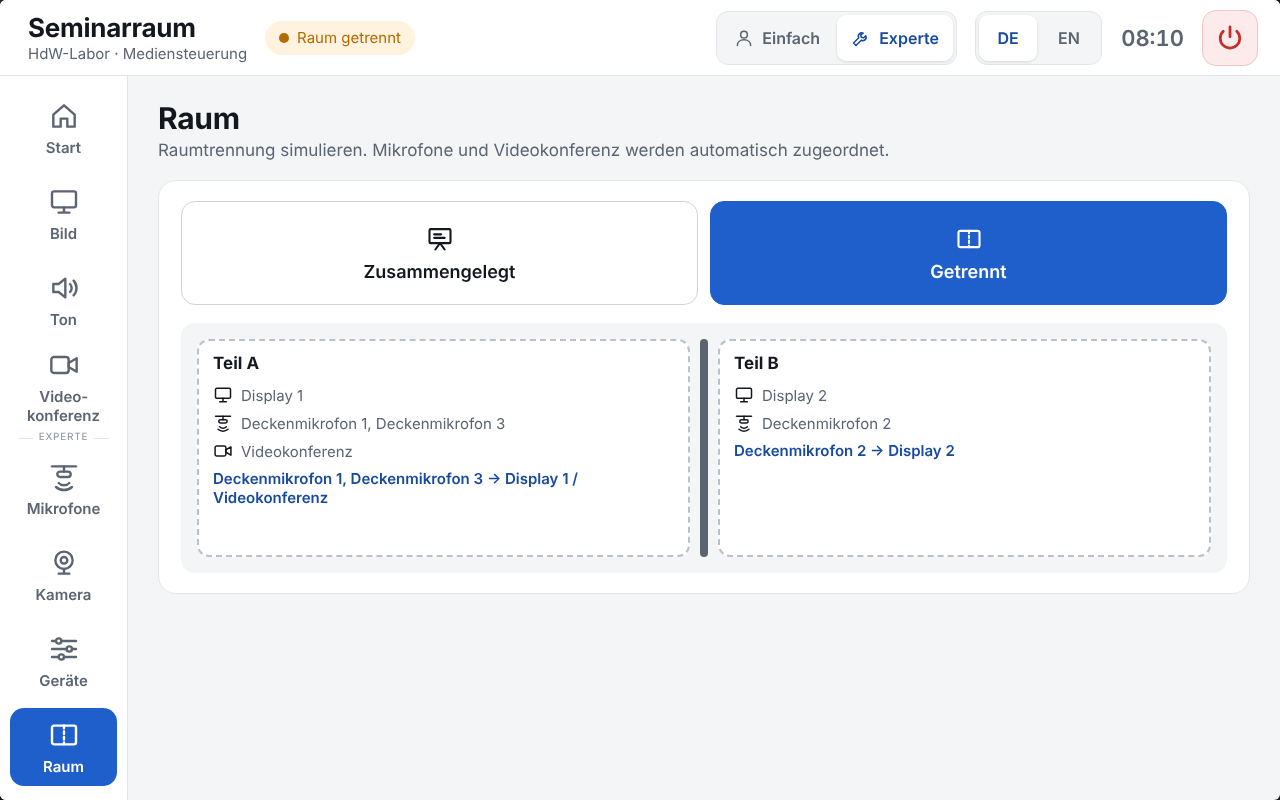 Seminarraum
HdW-Labor · Mediensteuerung
Raum getrennt
Einfach
Experte
DE
EN
08:10
Start
Bild
Ton
Video-
konferenz
EXPERTE
Mikrofone
Kamera
Geräte
Raum
Raum
Raumtrennung simulieren. Mikrofone und Videokonferenz werden automatisch zugeordnet.
Zusammengelegt
Getrennt
Teil A
Display 1
Deckenmikrofon 1, Deckenmikrofon 3
Videokonferenz
Deckenmikrofon 1, Deckenmikrofon 3 → Display 1 /
Videokonferenz
Teil B
Display 2
Deckenmikrofon 2
Deckenmikrofon 2 → Display 2